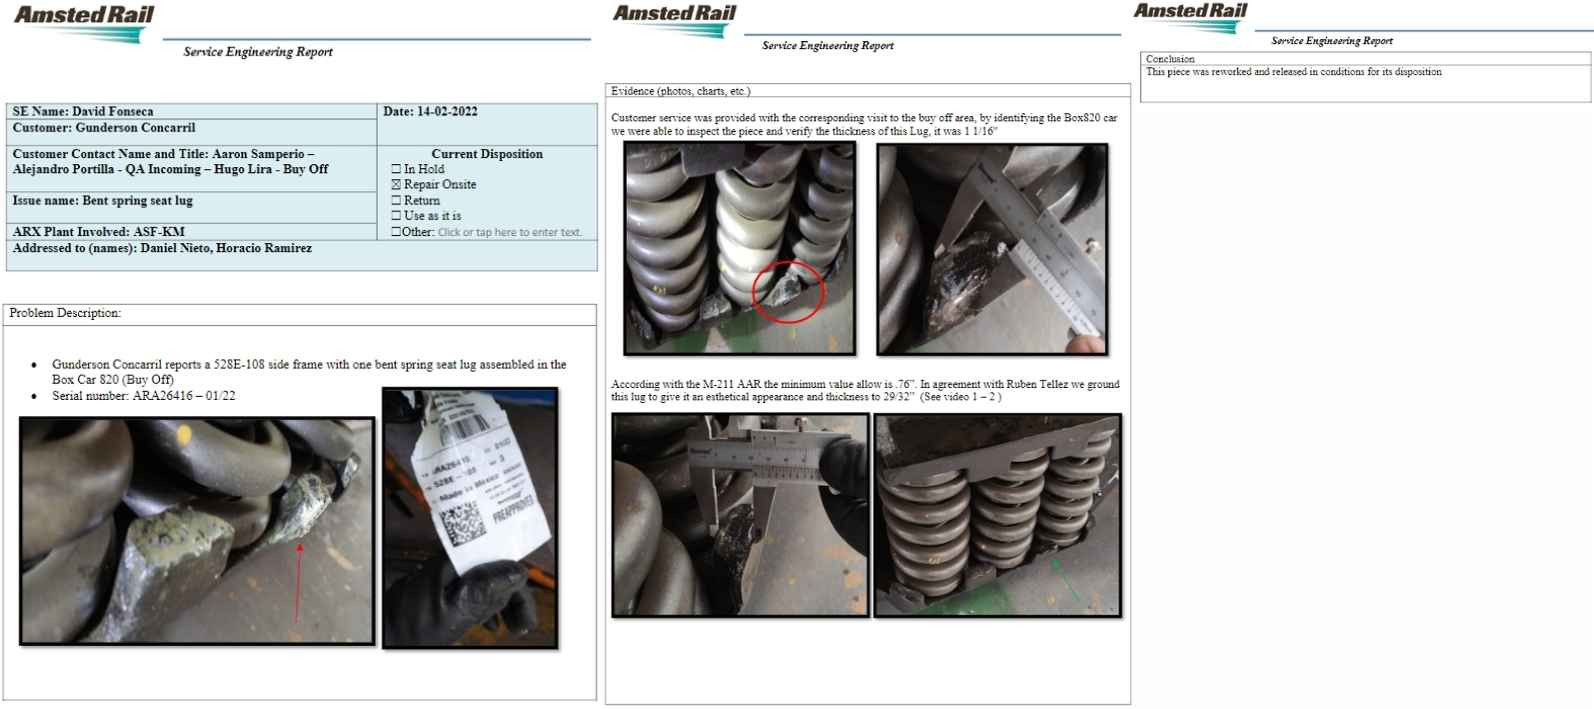 Amsted Rail
Service Engineering Report
SE Name: David Fonseca
Date: 14-02-2022
Customer: Gunderson Concarril
Customer Contact Name and Title: Aaron Samperio –
Alejandro Portilla - QA Incoming – Hugo Lira - Buy Off
Current Disposition
☐ In Hold
☒ Repair Onsite
☐ Return
☐ Use as it is
☐Other: Click or tap here to enter text.
Issue name: Bent spring seat lug
ARX Plant Involved: ASF-KM
Addressed to (names): Daniel Nieto, Horacio Ramirez
Problem Description:
• Gunderson Concarril reports a 528E-108 side frame with one bent spring seat lug assembled in the
Box Car 820 (Buy Off)
• Serial number: ARA26416 – 01/22
Made in Mexico
PREAPPROVED
Amsted Rail
Service Engineering Report
Evidence (photos, charts, etc.)
Customer service was provided with the corresponding visit to the buy off area, by identifying the Box820 car
we were able to inspect the piece and verify the thickness of this Lug, it was 1 1/16”
According with the M-211 AAR the minimum value allow is .76”. In agreement with Ruben Tellez we ground
this lug to give it an esthetical appearance and thickness to 29/32” (See video 1 – 2 )
Amsted Rail
Service Engineering Report
Conclusion
This piece was reworked and released in conditions for its disposition